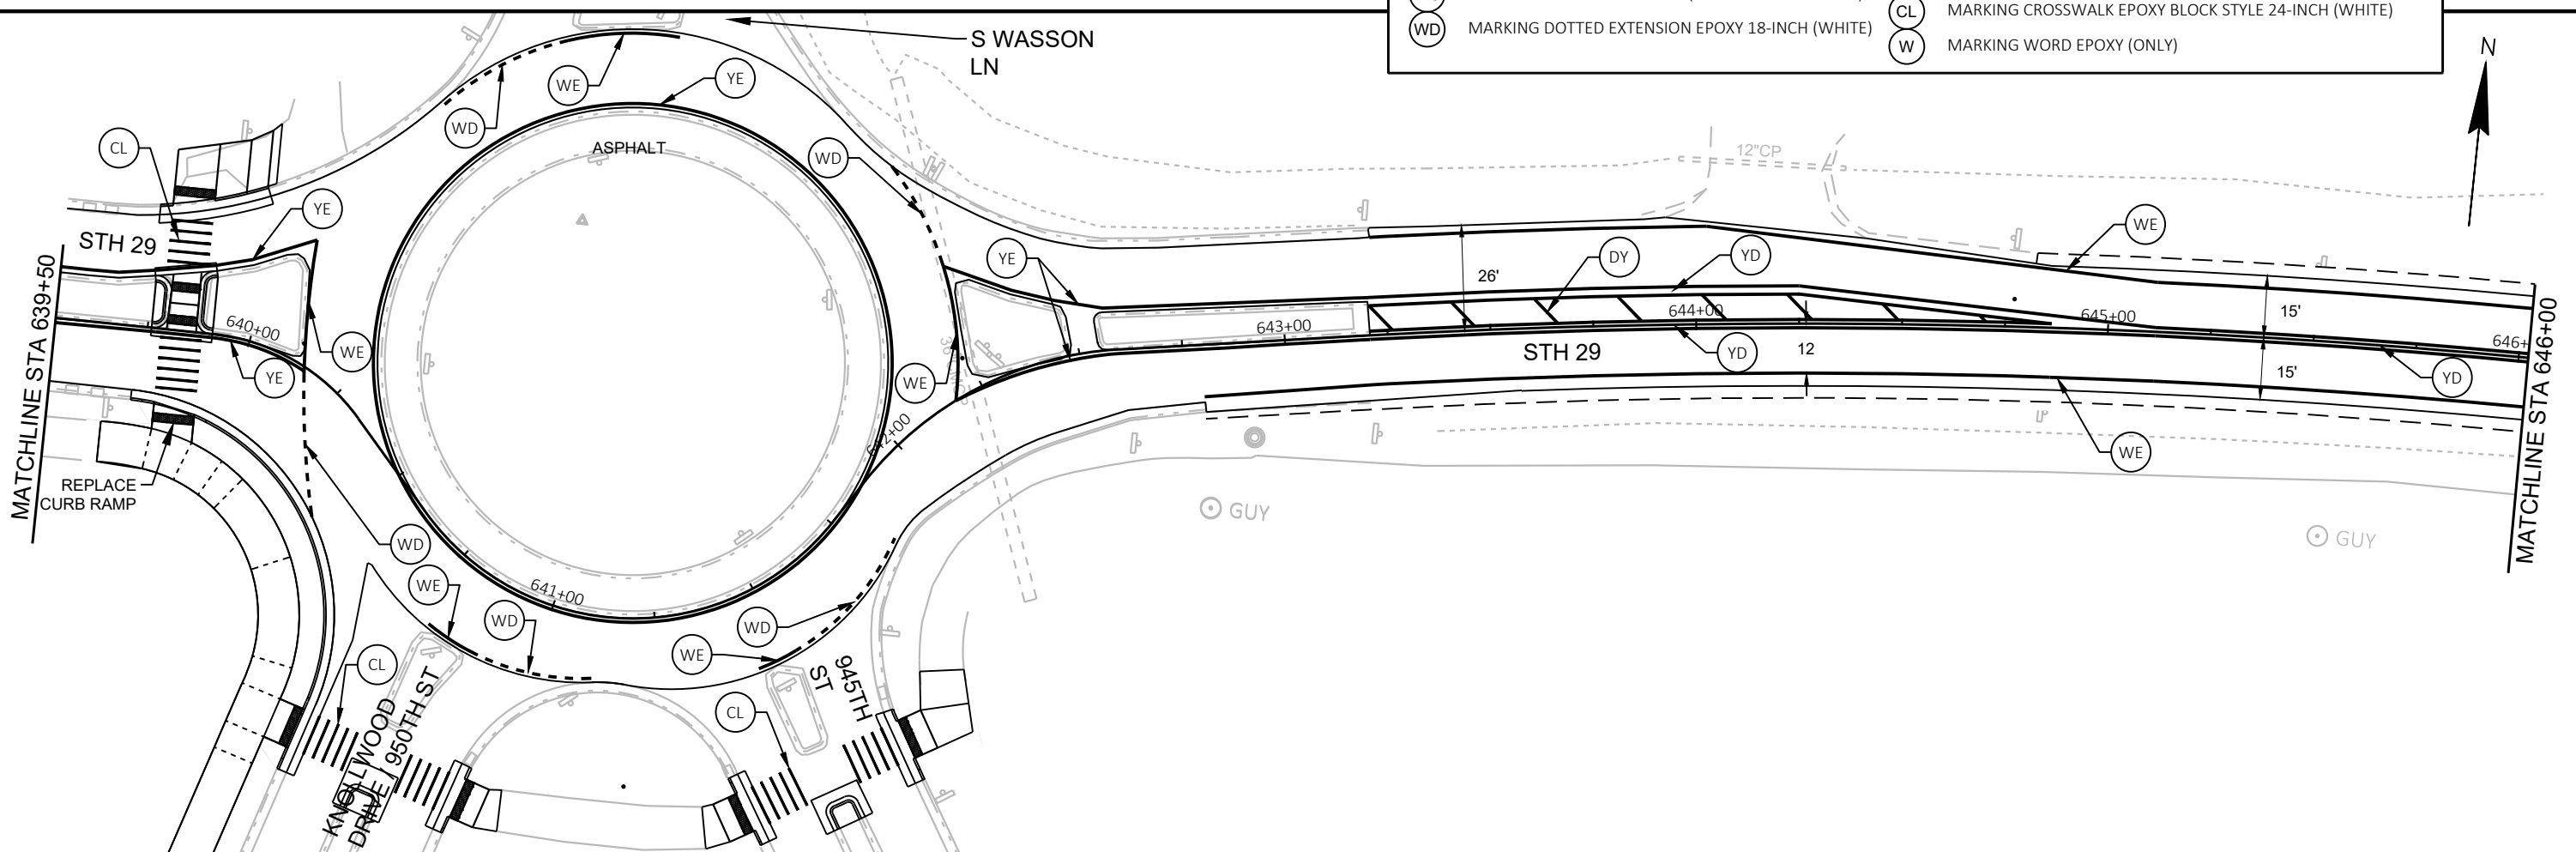 CL MARKING CROSSWALK EPOXY BLOCK STYLE 24-INCH (WHITE)
WD MARKING DOTTED EXTENSION EPOXY 18-INCH (WHITE)
W MARKING WORD EPOXY (ONLY)
N
S WASSON
LN
WE
YE
WD
CL
ASPHALT
WD
12"CP
YE
WE
STH 29
YE
DY
YD
26'
MATCHLINE STA 639+50
640+00
643+00
644+00
645+00
15'
646+
MATCHLINE STA 646+00
WE
YE
WE
STH 29
YD
12
15'
YD
642+00
WE
REPLACE
CURB RAMP
GUY
GUY
WD
WE
641+00
WD
WD
WE
CL
945TH
ST
CL
KNOLLWOOD
DRIVE / 950TH ST